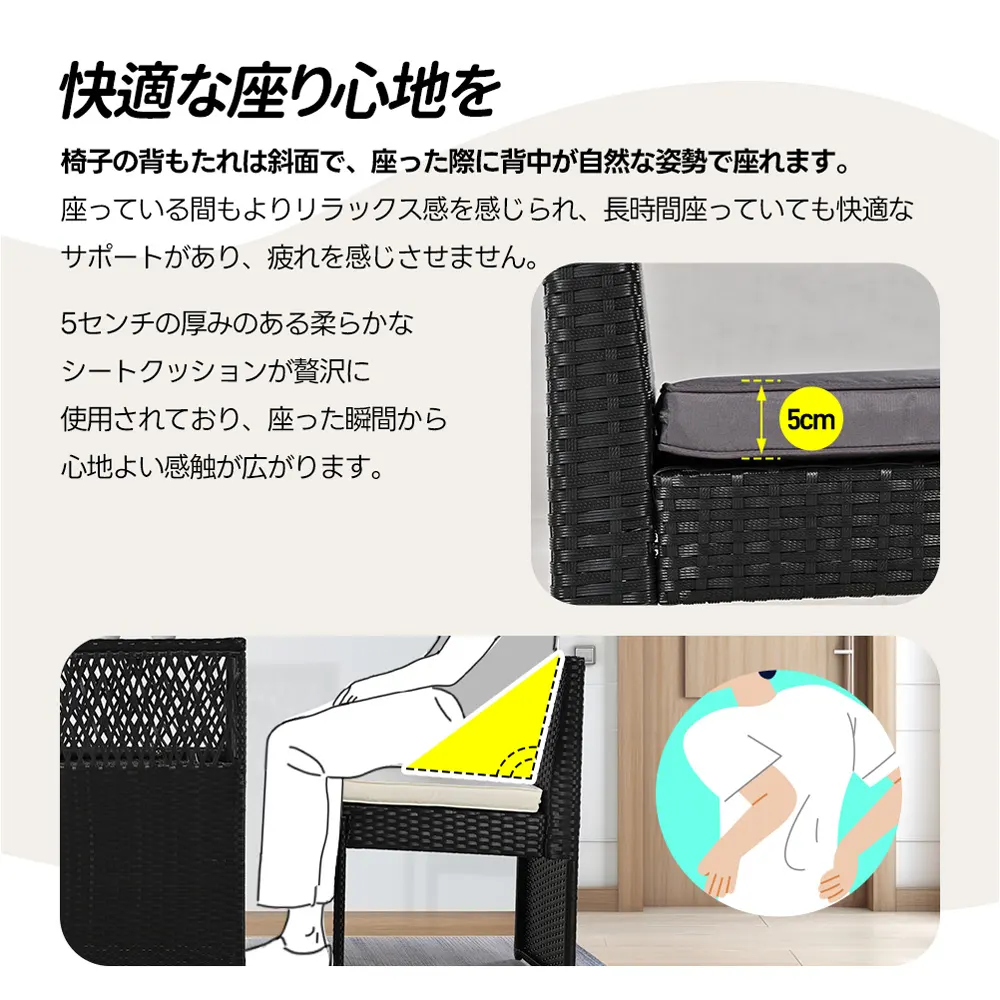 快適な座り心地を
椅子の背もたれは斜面で、座った際に背中が自然な姿勢で座れます。
座っている間もよりリラックス感を感じられ、長時間座っていても快適な
サポートがあり、疲れを感じさせません。
5センチの厚みのある柔らかな
シートクッションが贅沢に
使用されており、座った瞬間から
心地よい感触が広がります。
5cm